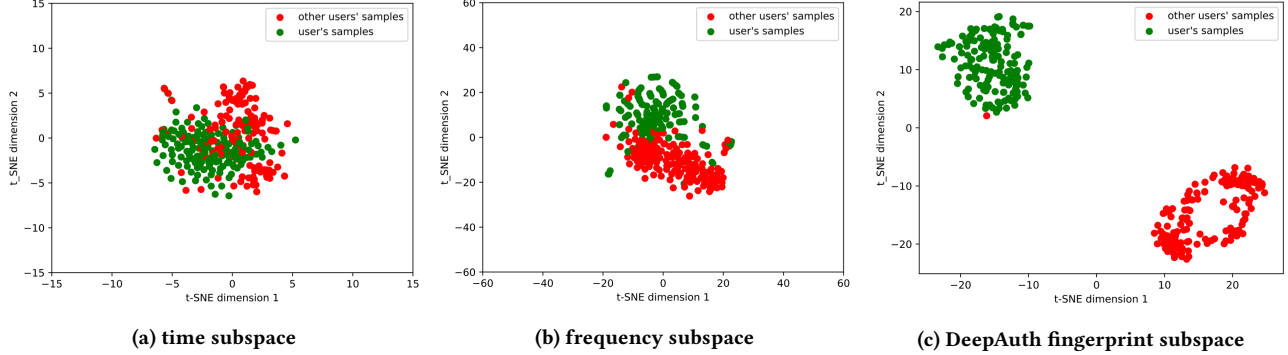 other users' samples
user's samples
15
10
5
0
−5
−10
−15
t_SNE dimension 2
−15
−10
−5
0
5
10
15
t-SNE dimension 1
(a) time subspace
other users' samples
user's samples
60
40
20
0
−20
−40
−60
t_SNE dimension 2
−60
−40
−20
0
20
40
60
t-SNE dimension 1
(b) frequency subspace
other users' samples
user's samples
20
10
0
−10
−20
t_SNE dimension 2
−20
−10
0
10
20
t-SNE dimension 1
(c) DeepAuth fingerprint subspace